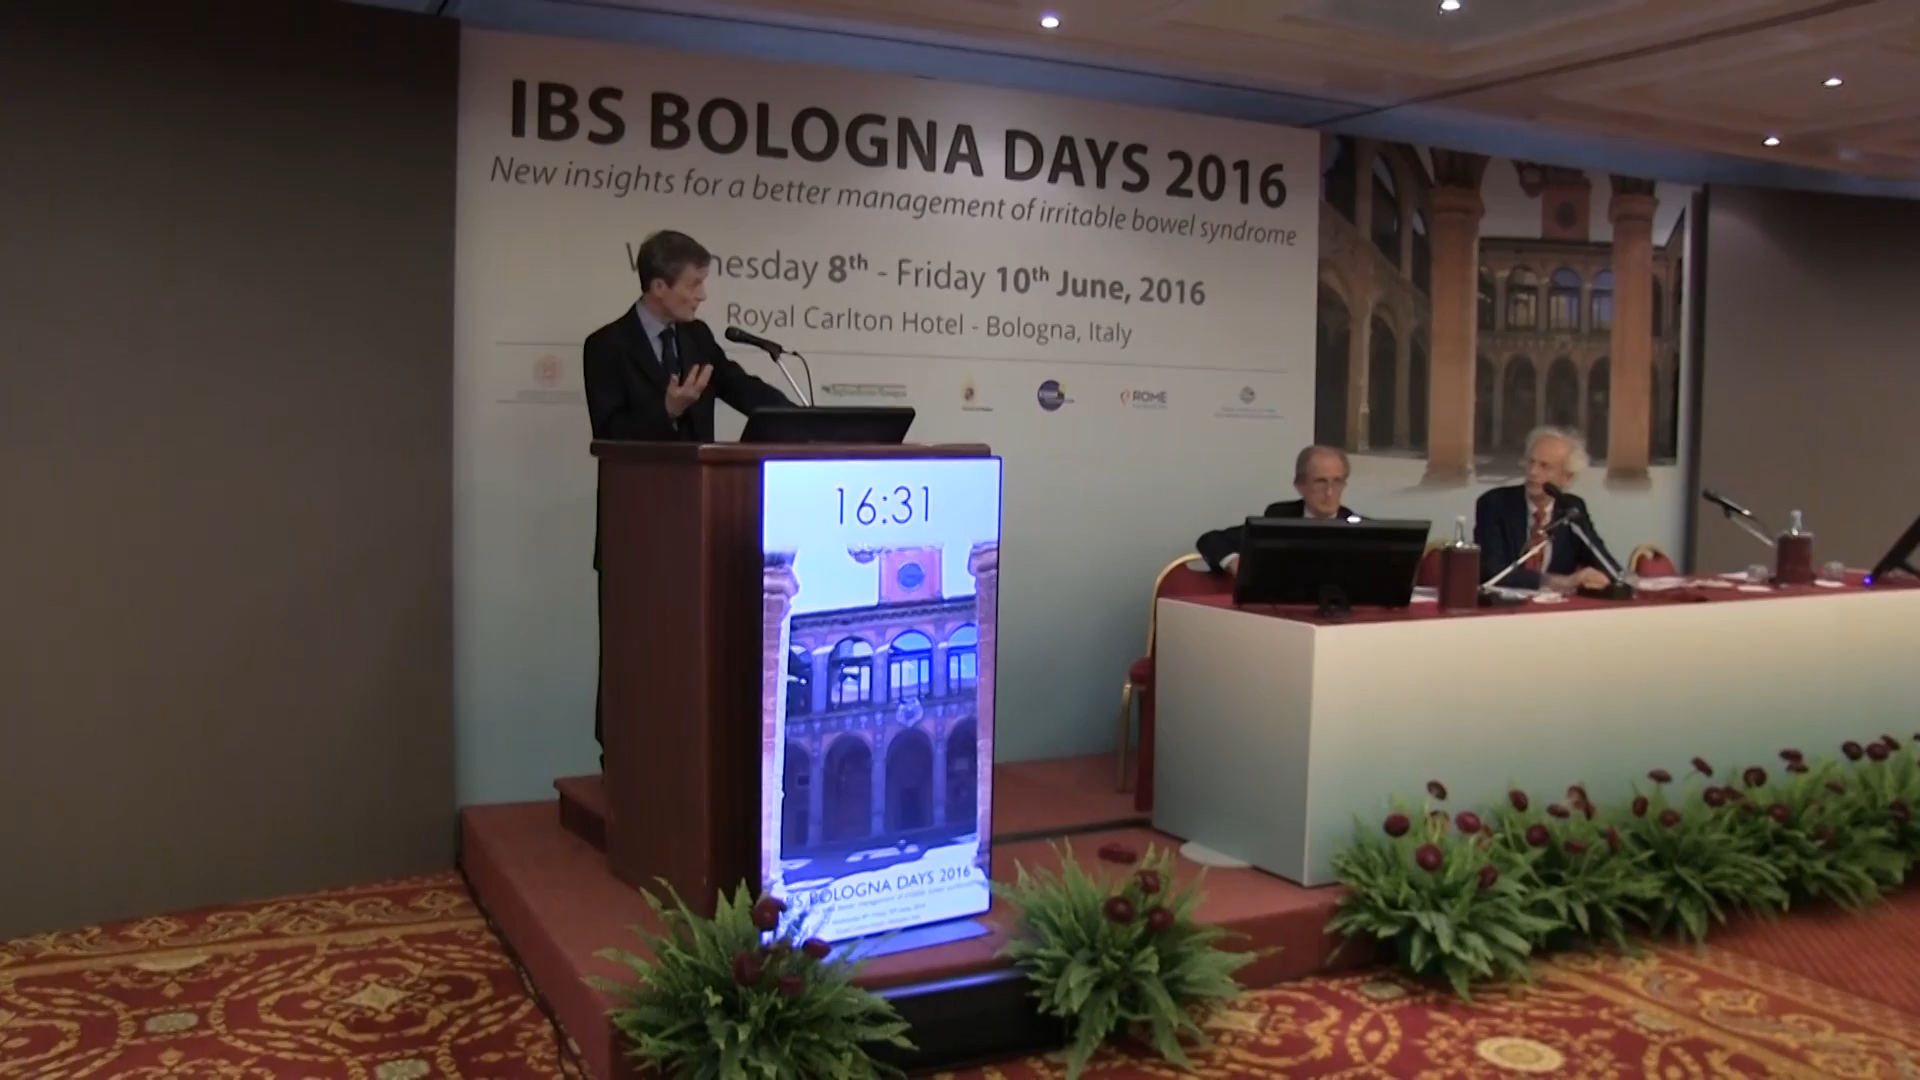 IBS BOLOGNA DAYS 2016
New insights for a better management of irritable bowel syndrome
nesday 8th - Friday 10th June, 2016
Royal Carlton Hotel - Bologna, Italy
ROME
16:31
IBS BOLOGNA DAYS 2016